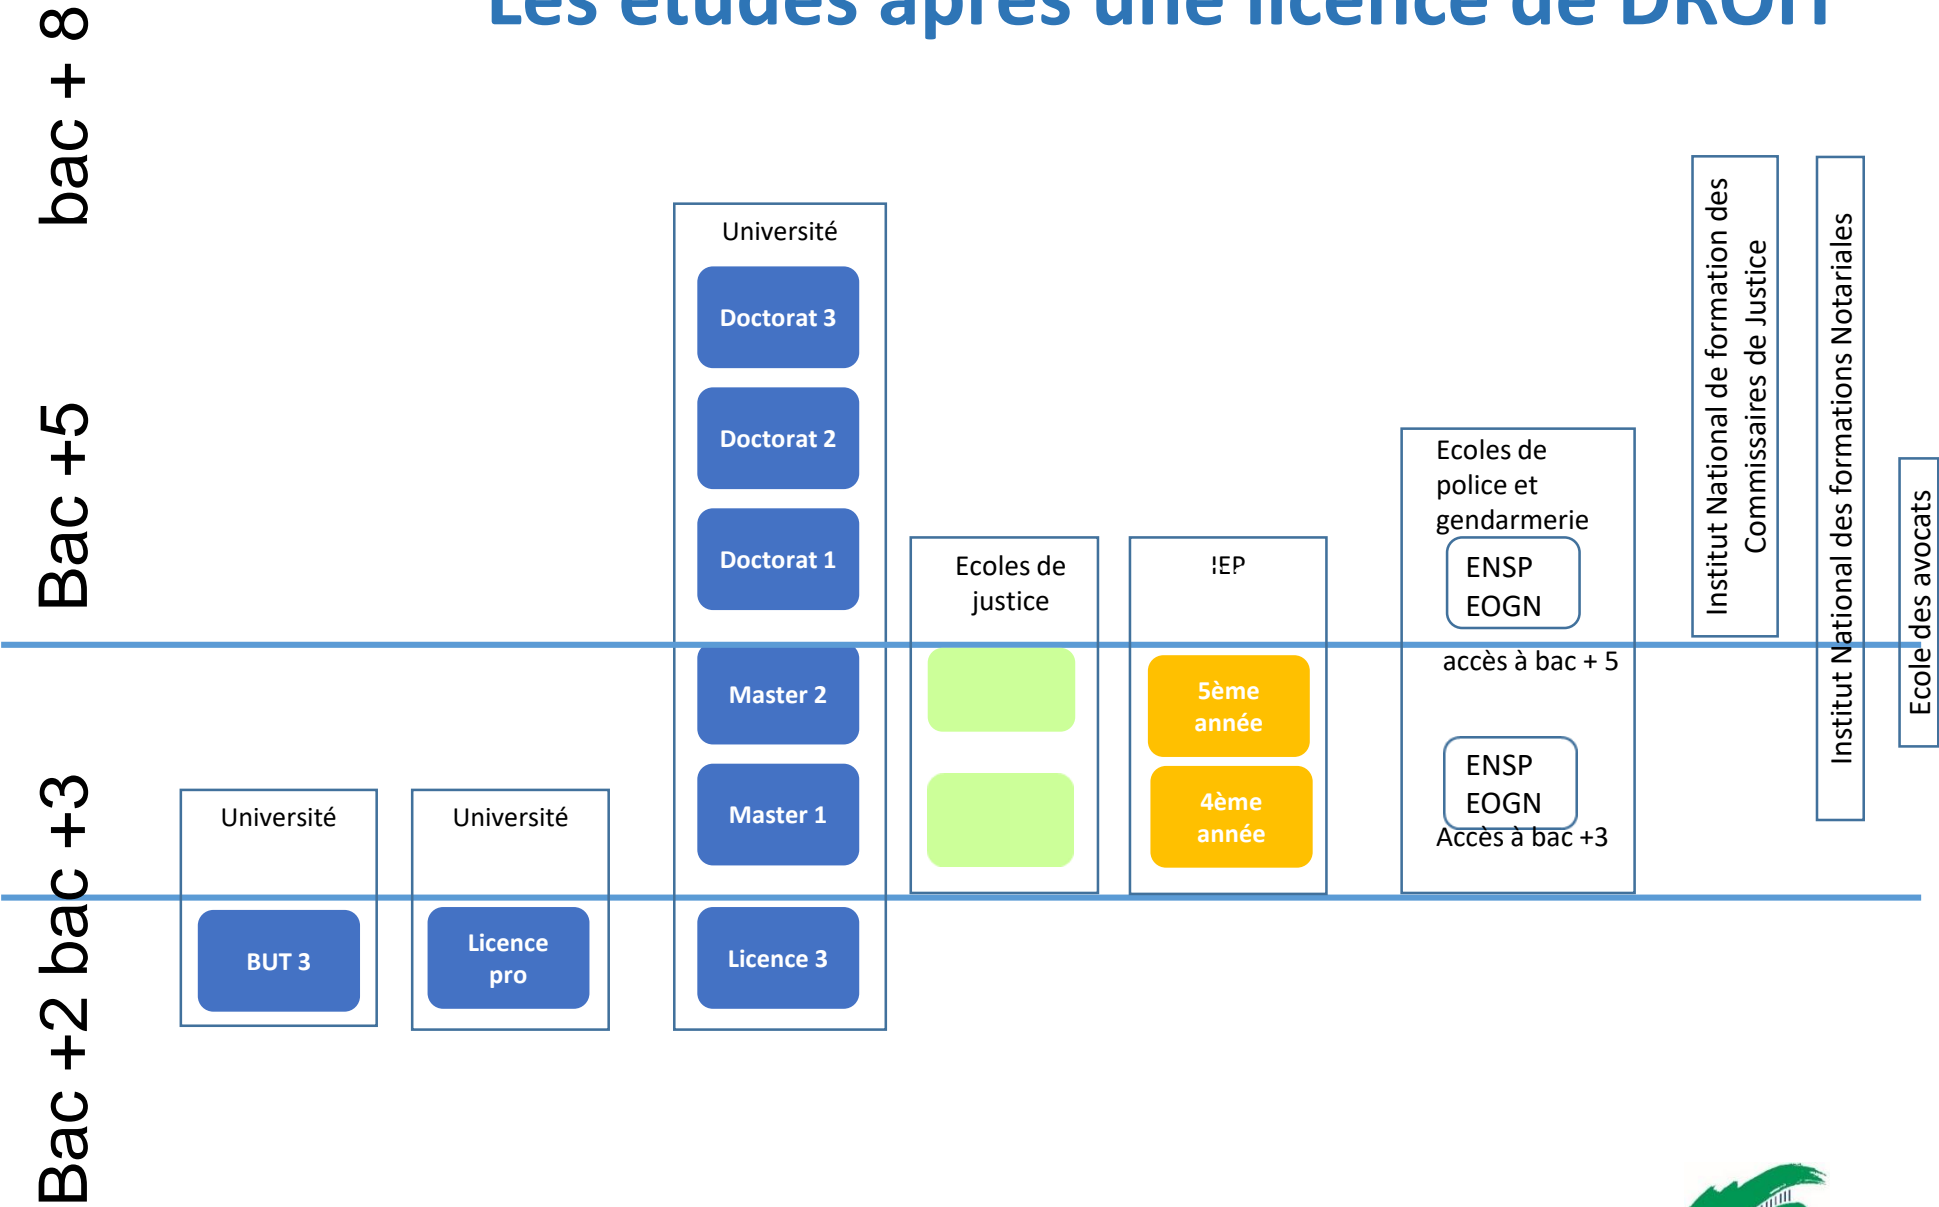 Les études après une licence de DROIT
bac + 8
Bac +5
Bac +2 bac +3
Université
Doctorat 3
Doctorat 2
Doctorat 1
Master 2
Master 1
Licence 3
Université
BUT 3
Université
Licence
pro
Ecoles de
justice
IEP
5ème
année
4ème
année
Ecoles de
police et
gendarmerie
ENSP
EOGN
accès à bac + 5
ENSP
EOGN
Accès à bac +3
Institut National de formation des
Commissaires de Justice
Institut National des formations Notariales
Ecole des avocats